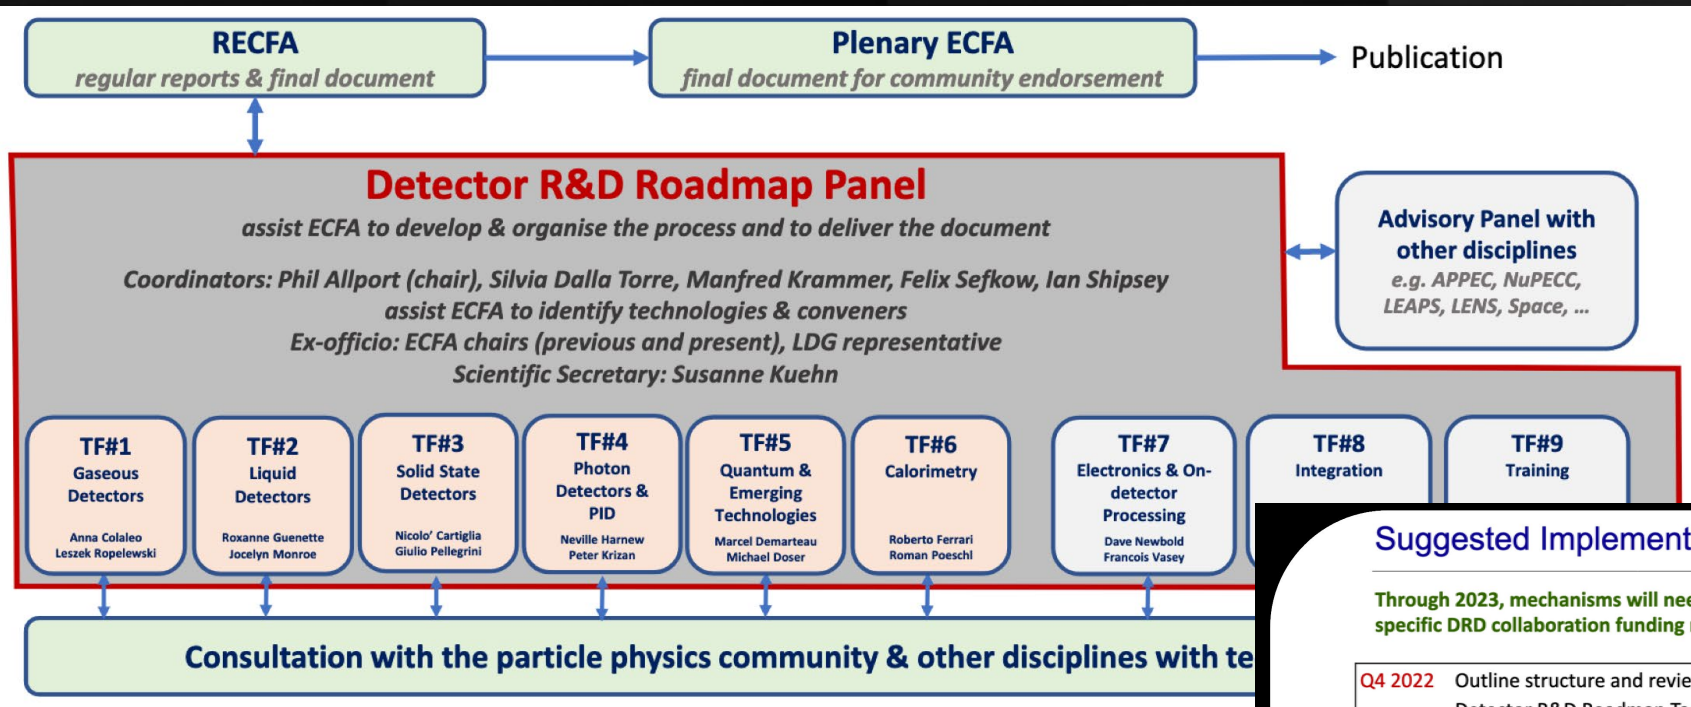 RECFA
regular reports & final document
Plenary ECFA
final document for community endorsement
Publication
Detector R&D Roadmap Panel
assist ECFA to develop & organise the process and to deliver the document
Coordinators: Phil Allport (chair), Silvia Dalla Torre, Manfred Krammer, Felix Sefkow, Ian Shipsey
assist ECFA to identify technologies & conveners
Ex-officio: ECFA chairs (previous and present), LDG representative
Scientific Secretary: Susanne Kuehn
Advisory Panel with
other disciplines
e.g. APPEC, NuPECC,
LEAPS, LENS, Space, ...
TF#1
Gaseous
Detectors
Anna Colaleo
Leszek Ropelewski
TF#2
Liquid
Detectors
Roxanne Guenette
Jocelyn Monroe
TF#3
Solid State
Detectors
Nicolo' Cartiglia
Giulio Pellegrini
TF#4
Photon
Detectors &
PID
Neville Harnew
Peter Krizan
TF#5
Quantum &
Emerging
Technologies
Marcel Demarteau
Michael Doser
TF#6
Calorimetry
Roberto Ferrari
Roman Poeschl
TF#7
Electronics & On-
detector
Processing
Dave Newbold
Francois Vasey
TF#8
Integration
TF#9
Training
Consultation with the particle physics community & other disciplines with te
Suggested Implement
Through 2023, mechanisms will nee
specific DRD collaboration funding
Q4 2022 Outline structure and revie